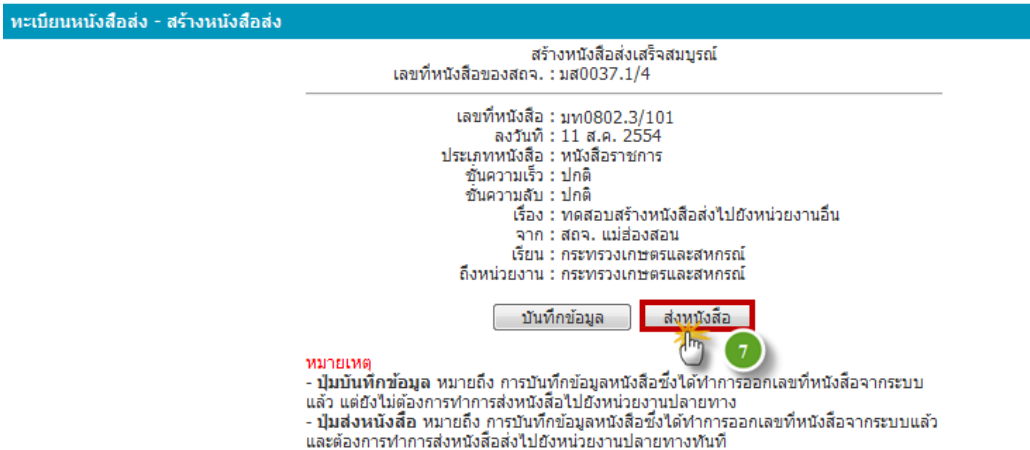 ทะเบียนหนังสือส่ง - สร้างหนังสือส่ง
สร้างหนังสือส่งเสร็จสมบูรณ์
เลขที่หนังสือของสถจ. : มส0037.1/4
เลขที่หนังสือ : มท0802.3/101
ลงวันที่ : 11 ส.ค. 2554
ประเภทหนังสือ : หนังสือราชการ
ชั้นความเร็ว : ปกติ
ชั้นความลับ : ปกติ
เรื่อง : ทดสอบสร้างหนังสือส่งไปยังหน่วยงานอื่น
จาก : สถจ. แม่ฮ่องสอน
เรียน : กระทรวงเกษตรและสหกรณ์
ถึงหน่วยงาน : กระทรวงเกษตรและสหกรณ์
บันทึกข้อมูล ส่งหนังสือ
7
หมายเหตุ
- ปุ่มบันทึกข้อมูล หมายถึง การบันทึกข้อมูลหนังสือซึ่งได้ทำการออกเลขที่หนังสือจากระบบ
แล้ว แต่ยังไม่ต้องการทำการส่งหนังสือไปยังหน่วยงานปลายทาง
- ปุ่มส่งหนังสือ หมายถึง การบันทึกข้อมูลหนังสือซึ่งได้ทำการออกเลขที่หนังสือจากระบบแล้ว
และต้องการทำการส่งหนังสือส่งไปยังหน่วยงานปลายทางทันที